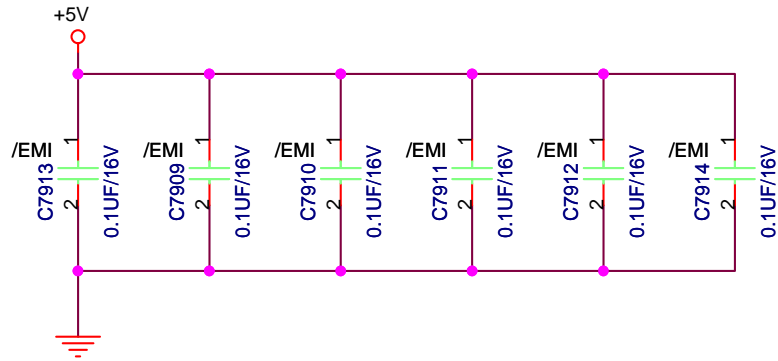 +5V
/EMI
1
2
C7913
0.1UF/16V
/EMI
1
2
C7909
0.1UF/16V
/EMI
1
2
C7910
0.1UF/16V
/EMI
1
2
C7911
0.1UF/16V
/EMI
1
2
C7912
0.1UF/16V
/EMI
1
2
C7914
0.1UF/16V